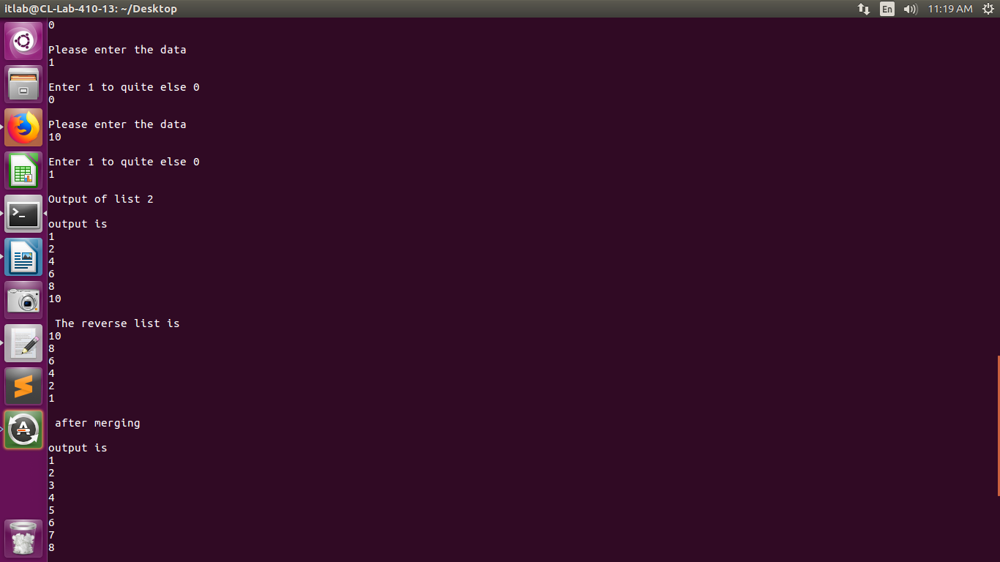 itlab@CL-Lab-410-13: ~/Desktop
En
11:19 AM
0
Please enter the data
1
Enter 1 to quite else 0
0
Please enter the data
10
Enter 1 to quite else 0
1
Output of list 2
output is
1
2
4
6
8
10
The reverse list is
10
8
6
4
2
1
after merging
output is
1
2
3
4
5
6
7
8